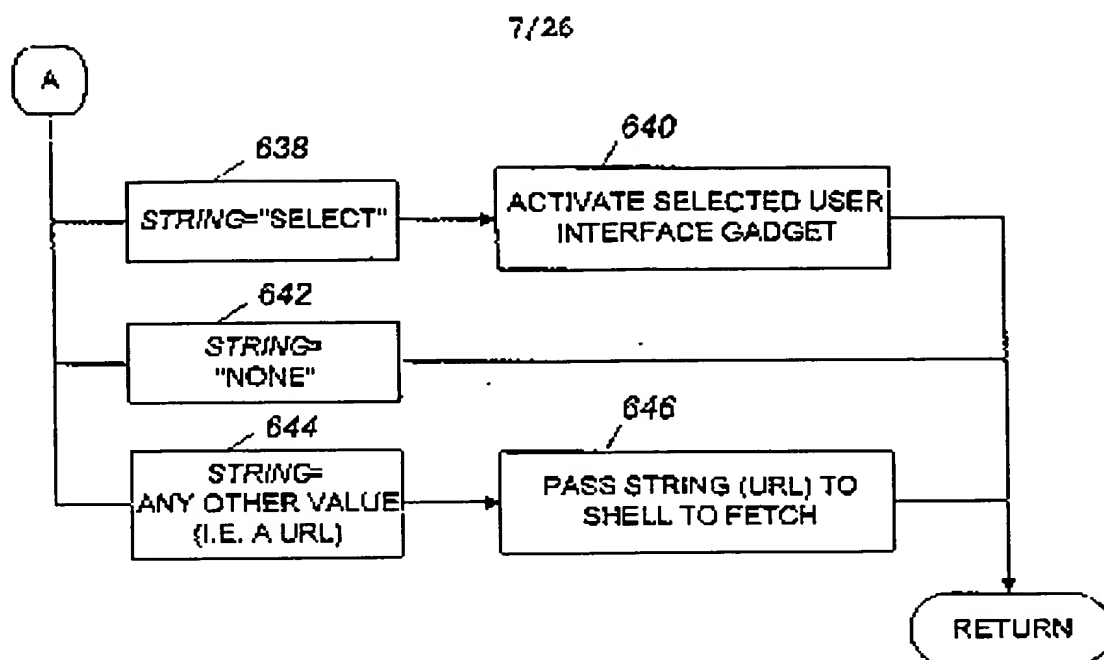 7/26
A
638
STRING="SELECT"
640
ACTIVATE SELECTED USER
INTERFACE GADGET
642
STRING=
"NONE"
644
STRING=
ANY OTHER VALUE
(I.E. A URL)
646
PASS STRING (URL) TO
SHELL TO FETCH
RETURN